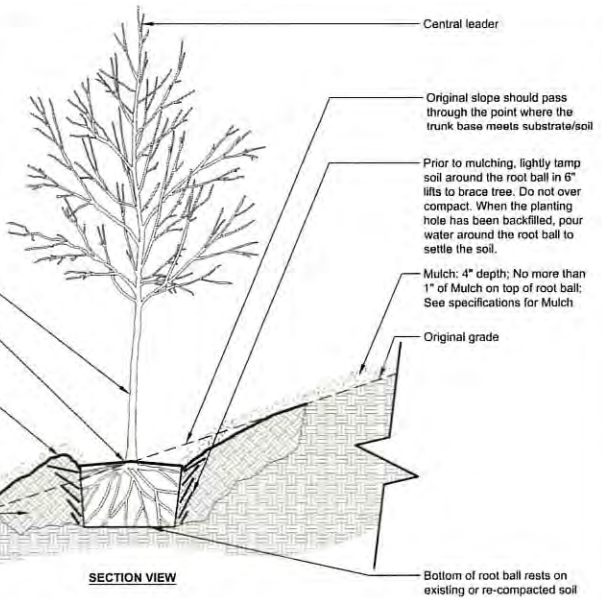 Central leader
Original slope should pass
through the point where the
trunk base meets substrate/soil
Prior to mulching, lightly tamp
soil around the root ball in 6"
lifts to brace tree. Do not over
compact. When the planting
hole has been backfilled, pour
water around the root ball to
settle the soil.
Mulch: 4" depth; No more than
1" of Mulch on top of root ball;
See specifications for Mulch
Original grade
SECTION VIEW
Bottom of root ball rests on
existing or re-compacted soil